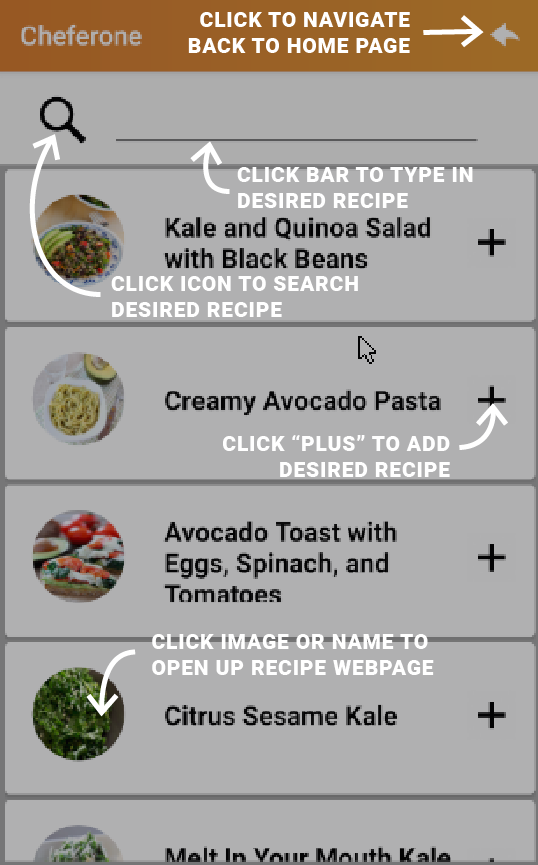 Cheferone
CLICK TO NAVIGATE
BACK TO HOME PAGE
CLICK BAR TO TYPE IN
DESIRED RECIPE
Kale and Quinoa Salad
with Black Beans
CLICK ICON TO SEARCH
DESIRED RECIPE
Creamy Avocado Pasta
CLICK “PLUS” TO ADD
DESIRED RECIPE
Avocado Toast with
Eggs, Spinach, and
Tomatoes
CLICK IMAGE OR NAME TO
OPEN UP RECIPE WEBPAGE
Citrus Sesame Kale
Melt In Your Mouth Kale